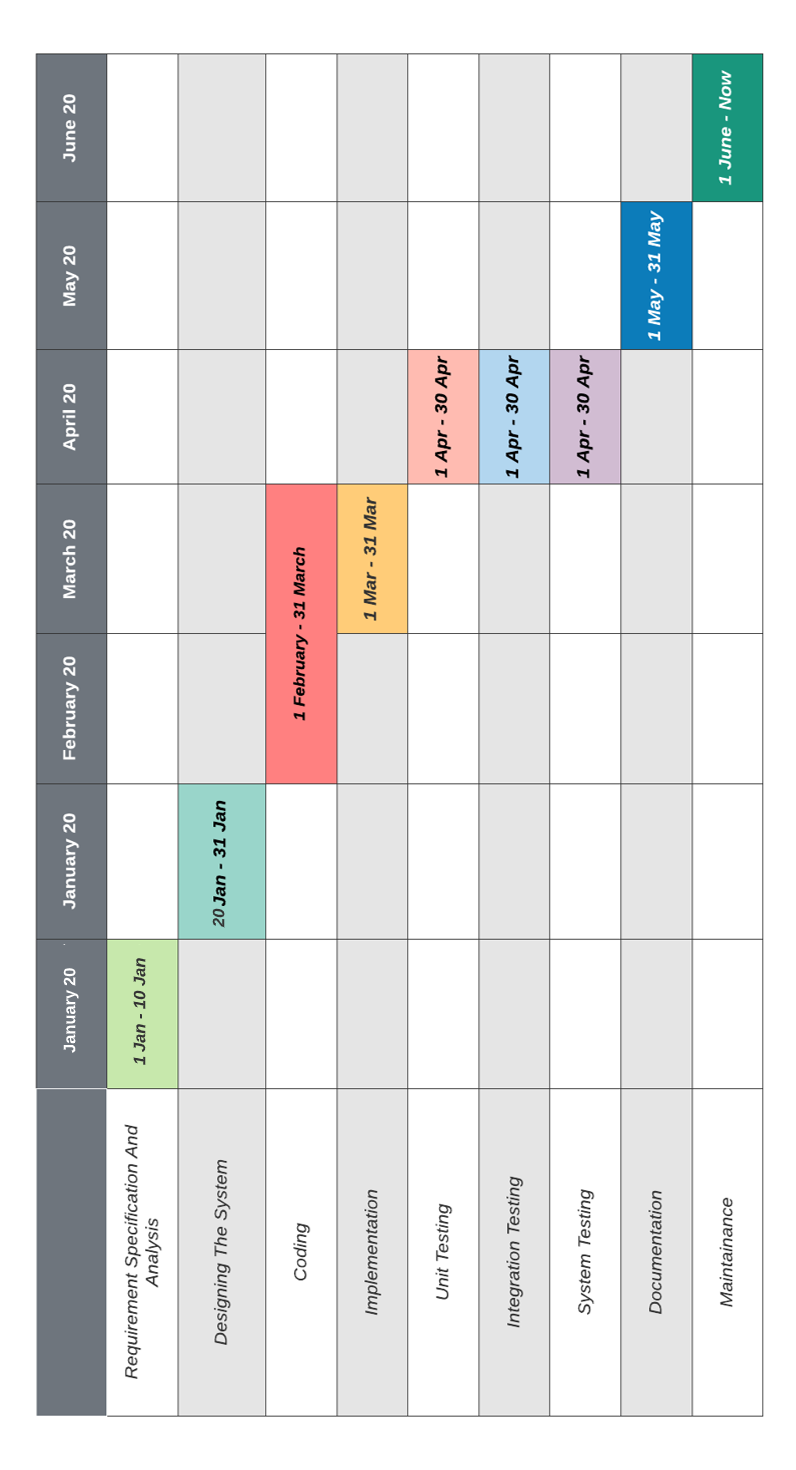 January 20
January 20
February 20
March 20
April 20
May 20
June 20
Requirement Specification And
Analysis
1 Jan - 10 Jan
Designing The System
20 Jan - 31 Jan
Coding
1 February - 31 March
Implementation
1 Mar - 31 Mar
Unit Testing
1 Apr - 30 Apr
Integration Testing
1 Apr - 30 Apr
System Testing
1 Apr - 30 Apr
Documentation
1 May - 31 May
Maintainance
1 June - Now